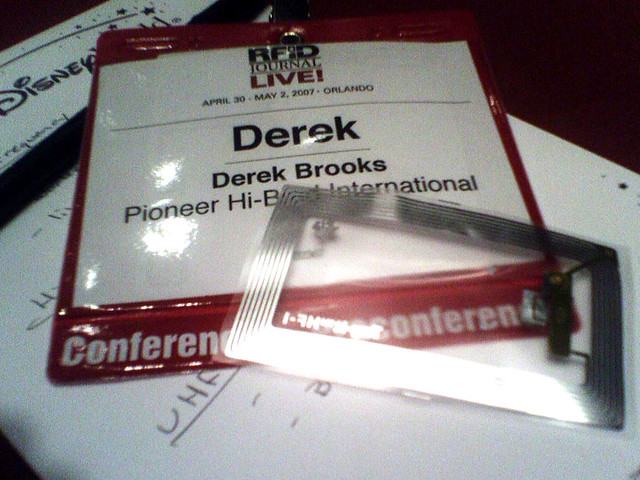 Disney
RFID
JOURNAL
LIVE!
APRIL 30 - MAY 2, 2007 - ORLANDO
Derek
Derek Brooks
Pioneer Hi-Bred International
Conferen
conferen
UHF